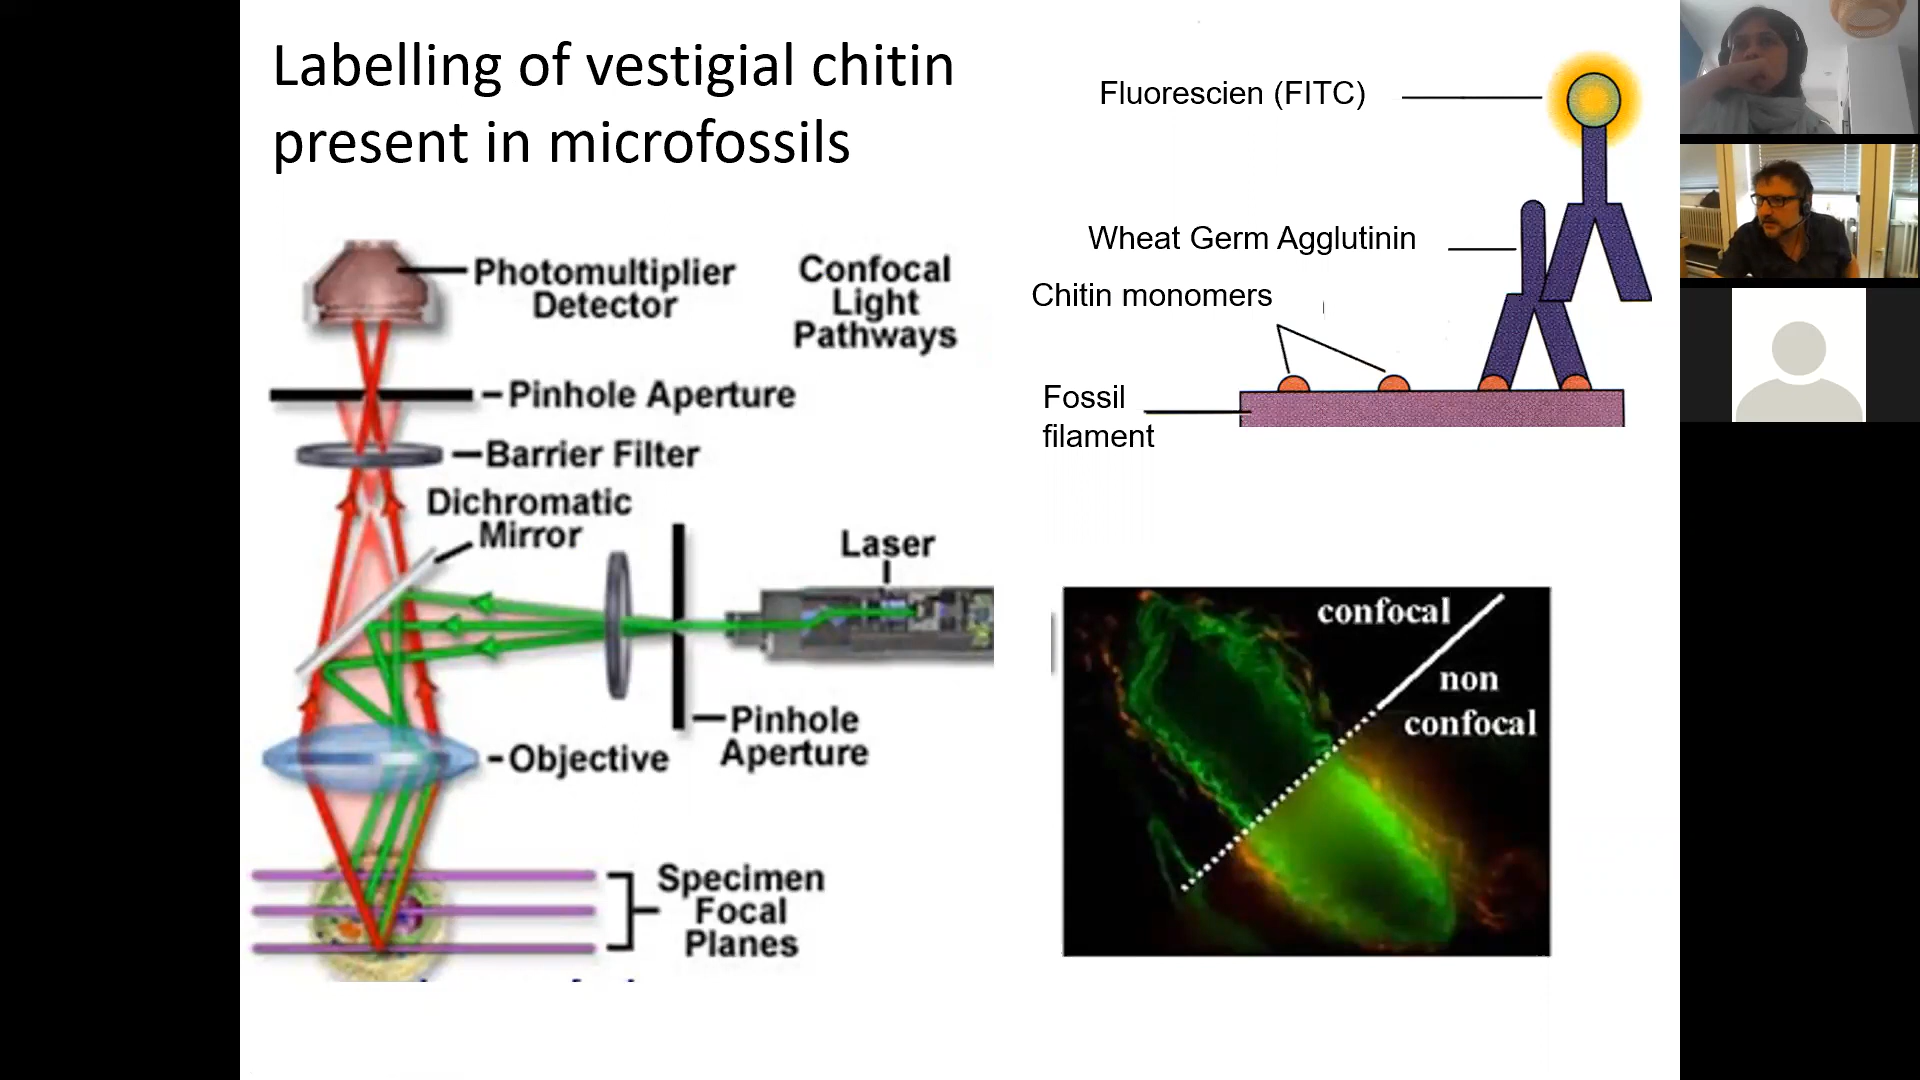 Labelling of vestigial chitin
present in microfossils
Photomultiplier
Detector
Confocal
Light
Pathways
Pinhole Aperture
Barrier Filter
Dichromatic
Mirror
Laser
Pinhole
Aperture
Objective
Specimen
Focal
Planes
Fluorescien (FITC)
Wheat Germ Agglutinin
Chitin monomers
Fossil
filament
confocal
non
confocal